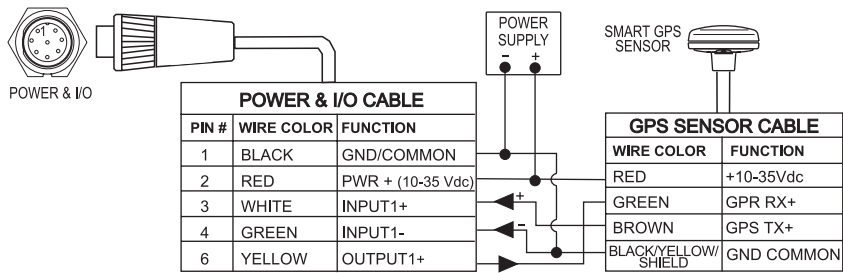 1
POWER & I/O
POWER
SUPPLY
- +
SMART GPS
SENSOR
POWER & I/O CABLE
PIN # WIRE COLOR FUNCTION
1 BLACK GND/COMMON
2 RED PWR + (10-35 Vdc)
3 WHITE INPUT1+
4 GREEN INPUT1-
6 YELLOW OUTPUT1+
+
-
GPS SENSOR CABLE
WIRE COLOR FUNCTION
RED +10-35Vdc
GREEN GPR RX+
BROWN GPS TX+
BLACK/YELLOW/
SHIELD GND COMMON